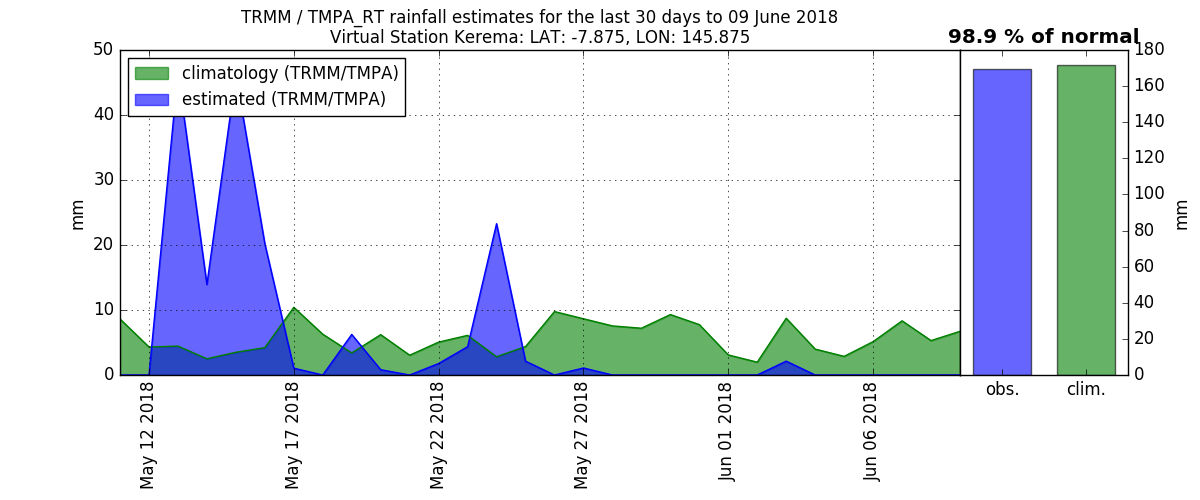 TRMM / TMPA_RT rainfall estimates for the last 30 days to 09 June 2018
Virtual Station Kerema: LAT: -7.875, LON: 145.875
98.9 % of normal
climatology (TRMM/TMPA)
estimated (TRMM/TMPA)
50
40
30
20
10
0
mm
May 12 2018
May 17 2018
May 22 2018
May 27 2018
Jun 01 2018
Jun 06 2018
180
160
140
120
100
80
60
40
20
0
mm
obs.
clim.